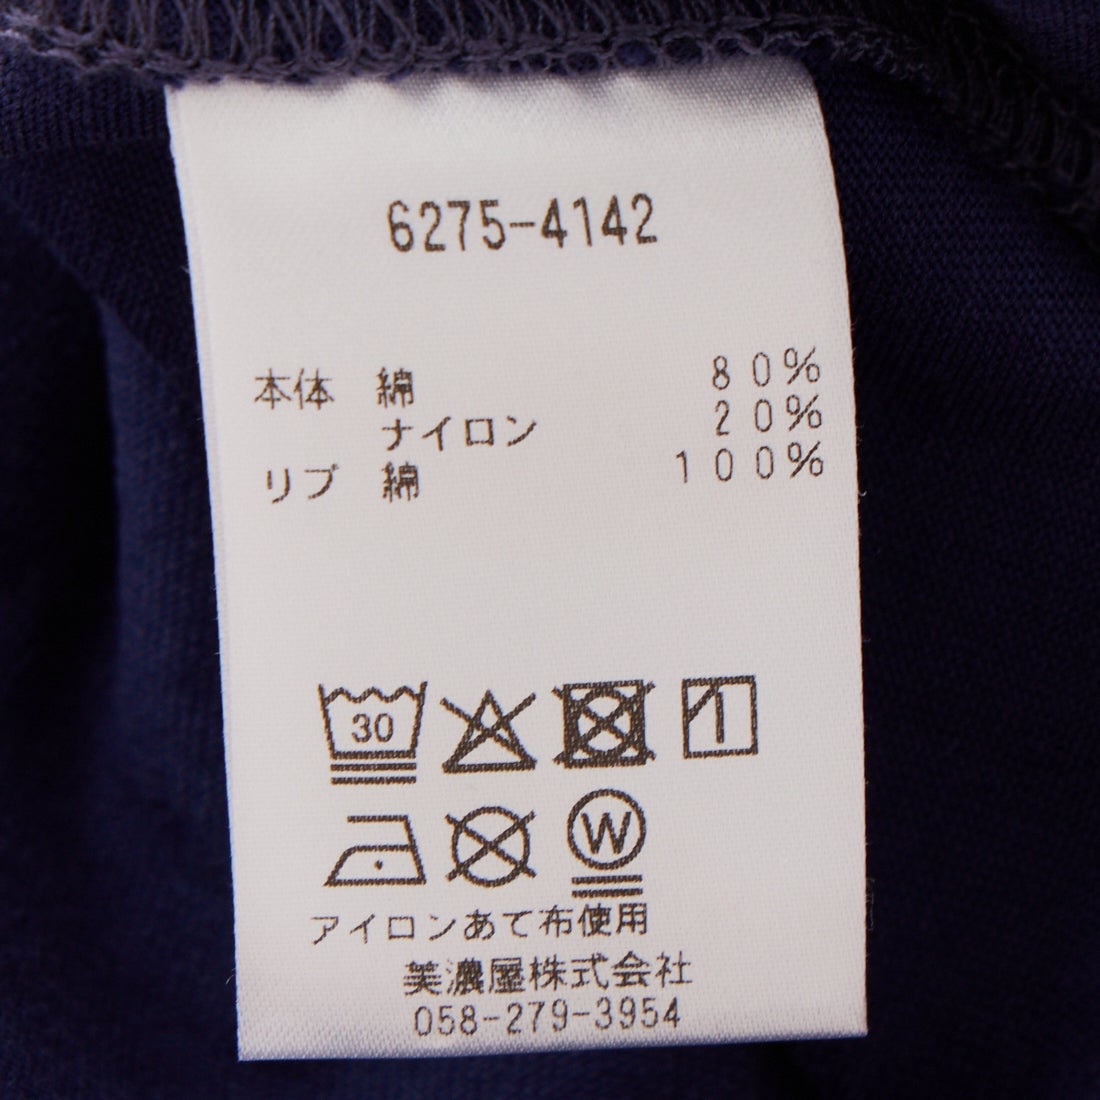 6275-4142
本体 綿 80%
ナイロン 20%
リブ 綿 100%
30
W
アイロンあて布使用
美濃屋株式会社
058-279-3954